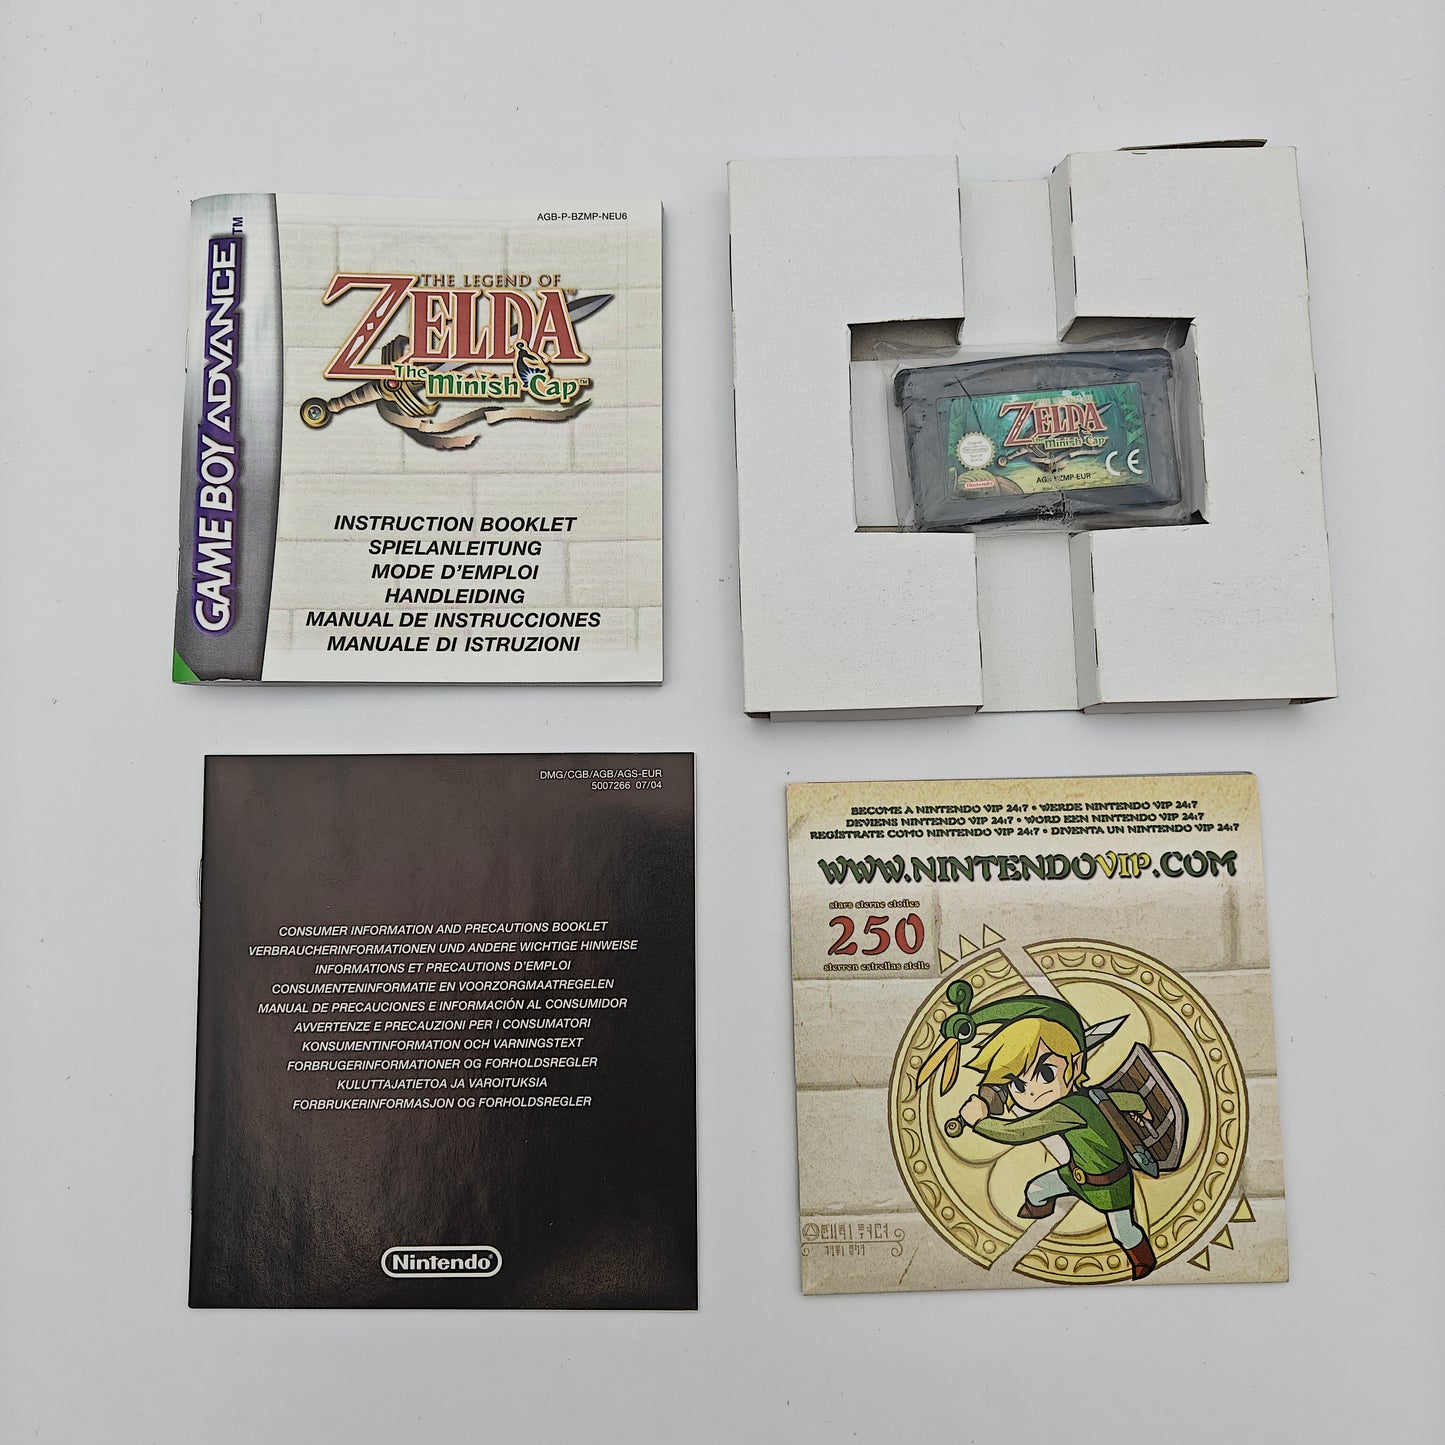 AGB-P-BZMP-NEU6
GAME BOY ADVANCE™
THE LEGEND OF
ZELDA™
The Minish Cap™
INSTRUCTION BOOKLET
SPIELANLEITUNG
MODE D'EMPLOI
HANDLEIDING
MANUAL DE INSTRUCCIONES
MANUALE DI ISTRUZIONI
ZELDA
The Minish Cap
Nintendo
AGB-BZMP-EUR
CE
DMG/CGB/AGB/AGS-EUR
5007266 07/04
CONSUMER INFORMATION AND PRECAUTIONS BOOKLET
VERBRAUCHERINFORMATIONEN UND ANDERE WICHTIGE HINWEISE
INFORMATIONS ET PRECAUTIONS D'EMPLOI
CONSUMENTENINFORMATIE EN VOORZORGMAATREGELEN
MANUAL DE PRECAUCIONES E INFORMACIÓN AL CONSUMIDOR
AVVERTENZE E PRECAUZIONI PER I CONSUMATORI
KONSUMENTINFORMATION OCH VARNINGSTEXT
FORBRUGERINFORMATIONER OG FORHOLDSREGLER
KULUTTAJATIETOA JA VAROITUKSIA
FORBRUKERINFORMASJON OG FORHOLDSREGLER
Nintendo®
BECOME A NINTENDO VIP 24:7 • WERDE NINTENDO VIP 24:7
DEVIENS NINTENDO VIP 24:7 • WORD EEN NINTENDO VIP 24:7
REGÍSTRATE COMO NINTENDO VIP 24:7 • DIVENTA UN NINTENDO VIP 24:7
WWW.NINTENDOVIP.COM
stars sterne etoiles
250
sterren estrellas stelle